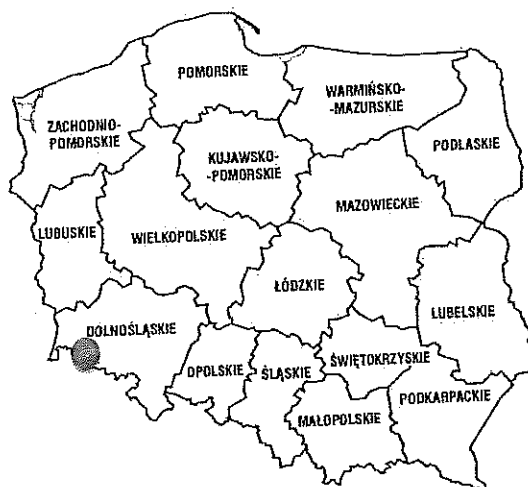 POMORSKIE
WARMIŃSKO-
-MAZURSKIE
ZACHODNIO-
POMORSKIE
PODLASKIE
KUJAWSKO-
-POMORSKIE
MAZOWIECKIE
LUBUSKIE
WIELKOPOLSKIE
ŁÓDZKIE
LUBELSKIE
DOLNOŚLĄSKIE
OPOLSKIE
ŚLĄSKIE
ŚWIĘTOKRZYSKIE
PODKARPACKIE
MAŁOPOLSKIE